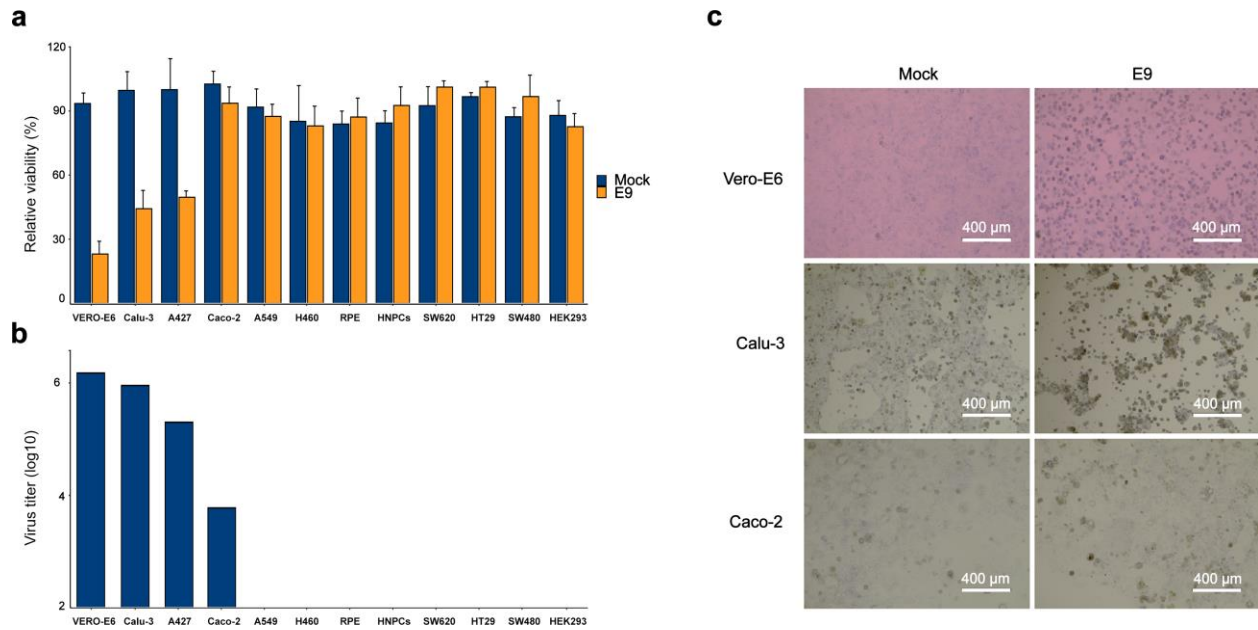 a
120
90
60
30
0
Relative viability (%)
Mock
E9
VERO-E6 Calu-3 A427 Caco-2 A549 H460 RPE HNPCs SW620 HT29 SW480 HEK293
b
6
4
2
Virus titer (log10)
VERO-E6 Calu-3 A427 Caco-2 A549 H460 RPE HNPCs SW620 HT29 SW480 HEK293
c
Mock E9
Vero-E6
400 µm 400 µm
Calu-3
400 µm 400 µm
Caco-2
400 µm 400 µm